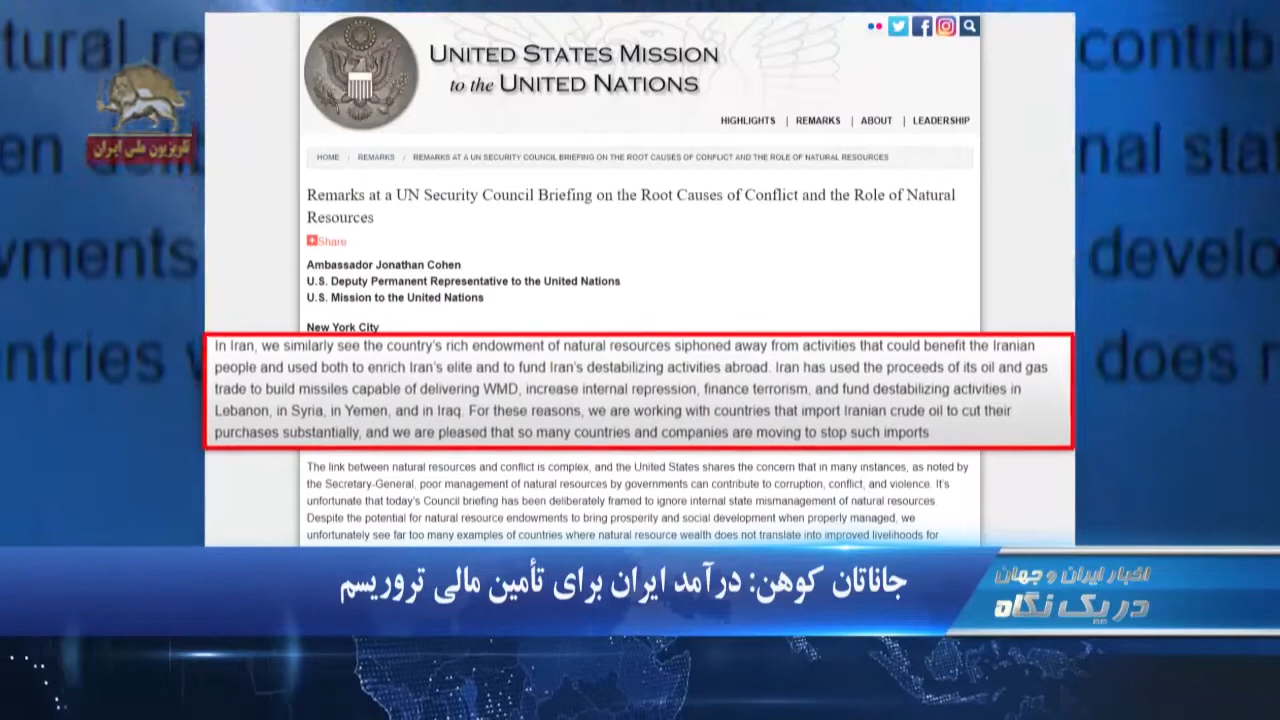 UNITED STATES MISSION
to the UNITED NATIONS
HIGHLIGHTS | REMARKS | ABOUT | LEADERSHIP
HOME / REMARKS / REMARKS AT A UN SECURITY COUNCIL BRIEFING ON THE ROOT CAUSES OF CONFLICT AND THE ROLE OF NATURAL RESOURCES
Remarks at a UN Security Council Briefing on the Root Causes of Conflict and the Role of Natural
Resources
Share
Ambassador Jonathan Cohen
U.S. Deputy Permanent Representative to the United Nations
U.S. Mission to the United Nations
New York City
In Iran, we similarly see the country's rich endowment of natural resources siphoned away from activities that could benefit the Iranian
people and used both to enrich Iran's elite and to fund Iran's destabilizing activities abroad. Iran has used the proceeds of its oil and gas
trade to build missiles capable of delivering WMD, increase internal repression, finance terrorism, and fund destabilizing activities in
Lebanon, in Syria, in Yemen, and in Iraq. For these reasons, we are working with countries that import Iranian crude oil to cut their
purchases substantially, and we are pleased that so many countries and companies are moving to stop such imports
The link between natural resources and conflict is complex, and the United States shares the concern that in many instances, as noted by
the Secretary-General, poor management of natural resources by governments can contribute to corruption, conflict, and violence. It's
unfortunate that today's Council briefing has been deliberately framed to ignore internal state mismanagement of natural resources.
Despite the potential for natural resource endowments to bring prosperity and social development when properly managed, we
unfortunately see far too many examples of countries where natural resource wealth does not translate into improved livelihoods for
تلویزیون ملی ایران
جاناتان کوهن: درآمد ایران برای تأمین مالی تروریسم
اخبار ایران و جهان
در یک نگاه